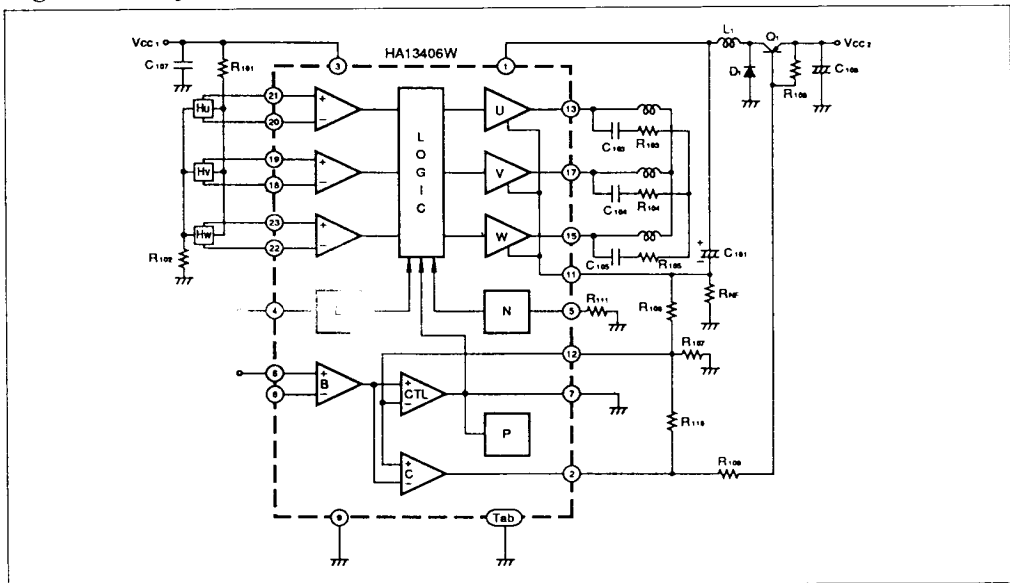 Vcc1
HA13406W
L1
Q1
Vcc2
C107
R101
3
1
D1
R108
C108
21
Hu
20
+
−
LOGIC
U
13
C103
R103
19
Hv
18
+
−
V
17
C104
R104
23
Hw
22
+
−
W
15
C105
R105
+
−
C101
R102
11
RNF
4
N
5
R111
R106
12
R107
6
+
B
−
+
CTL
−
7
P
R110
+
C
−
2
R109
9
Tab